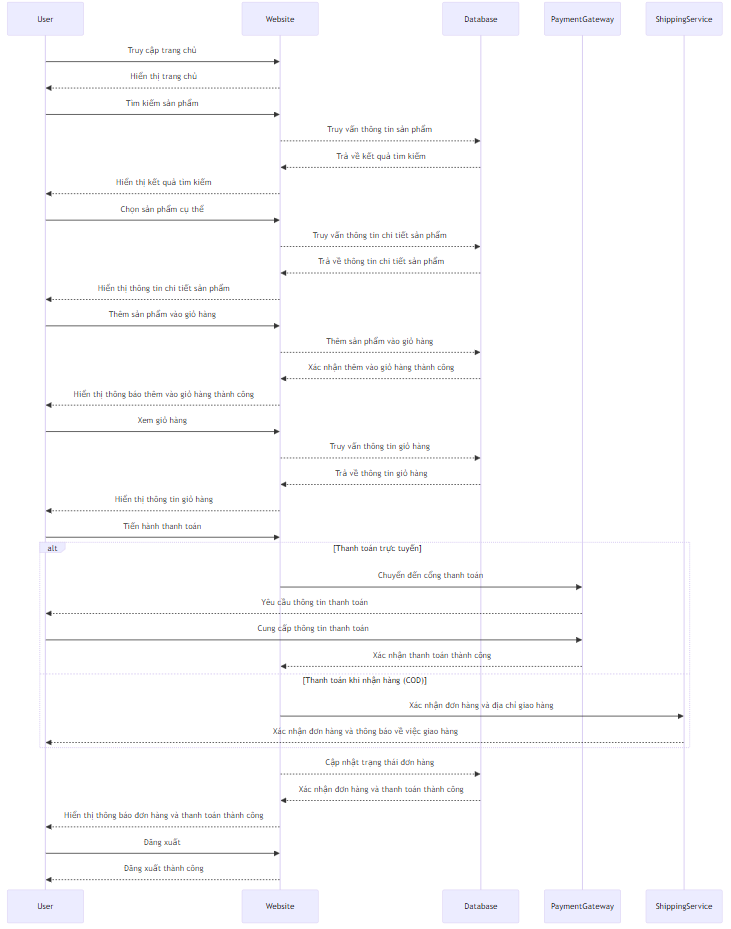 User Website Database PaymentGateway ShippingService
Truy cập trang chủ
Hiển thị trang chủ
Tìm kiếm sản phẩm
Truy vấn thông tin sản phẩm
Trả về kết quả tìm kiếm
Hiển thị kết quả tìm kiếm
Chọn sản phẩm cụ thể
Truy vấn thông tin chi tiết sản phẩm
Trả về thông tin chi tiết sản phẩm
Hiển thị thông tin chi tiết sản phẩm
Thêm sản phẩm vào giỏ hàng
Thêm sản phẩm vào giỏ hàng
Xác nhận thêm vào giỏ hàng thành công
Hiển thị thông báo thêm vào giỏ hàng thành công
Xem giỏ hàng
Truy vấn thông tin giỏ hàng
Trả về thông tin giỏ hàng
Hiển thị thông tin giỏ hàng
Tiến hành thanh toán
alt [Thanh toán trực tuyến]
Chuyển đến cổng thanh toán
Yêu cầu thông tin thanh toán
Cung cấp thông tin thanh toán
Xác nhận thanh toán thành công
[Thanh toán khi nhận hàng (COD)]
Xác nhận đơn hàng và địa chỉ giao hàng
Xác nhận đơn hàng và thông báo về việc giao hàng
Cập nhật trạng thái đơn hàng
Xác nhận đơn hàng và thanh toán thành công
Hiển thị thông báo đơn hàng và thanh toán thành công
Đăng xuất
Đăng xuất thành công
User Website Database PaymentGateway ShippingService